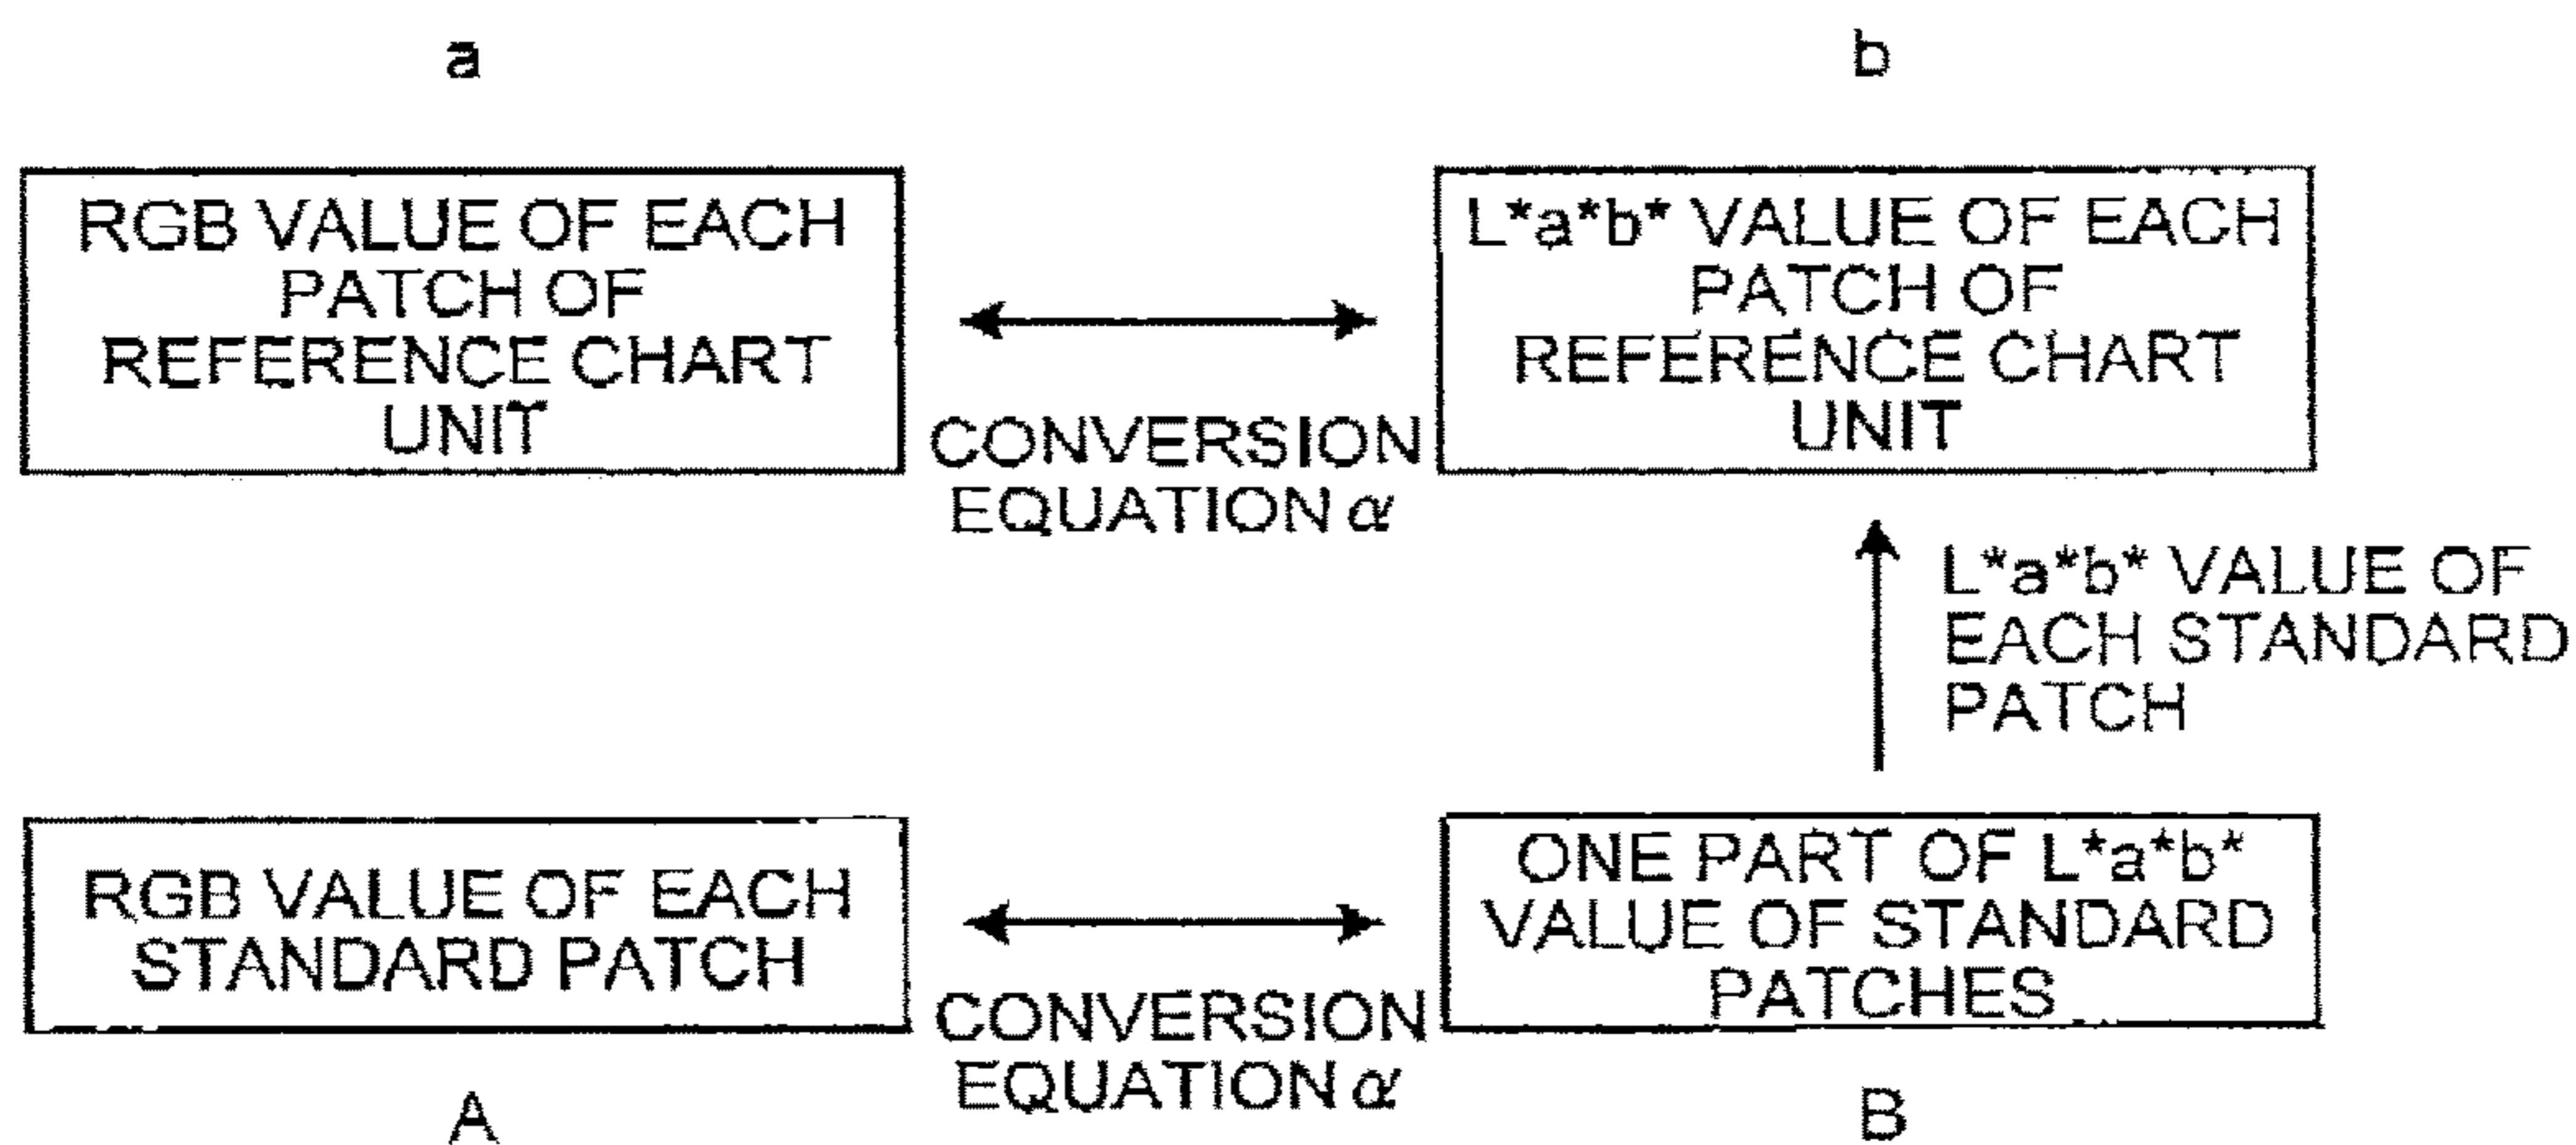 a
b
RGB VALUE OF EACH
PATCH OF
REFERENCE CHART
UNIT
CONVERSION
EQUATION α
L*a*b* VALUE OF EACH
PATCH OF
REFERENCE CHART
UNIT
L*a*b* VALUE OF
EACH STANDARD
PATCH
RGB VALUE OF EACH
STANDARD PATCH
CONVERSION
EQUATION α
ONE PART OF L*a*b*
VALUE OF STANDARD
PATCHES
A
B